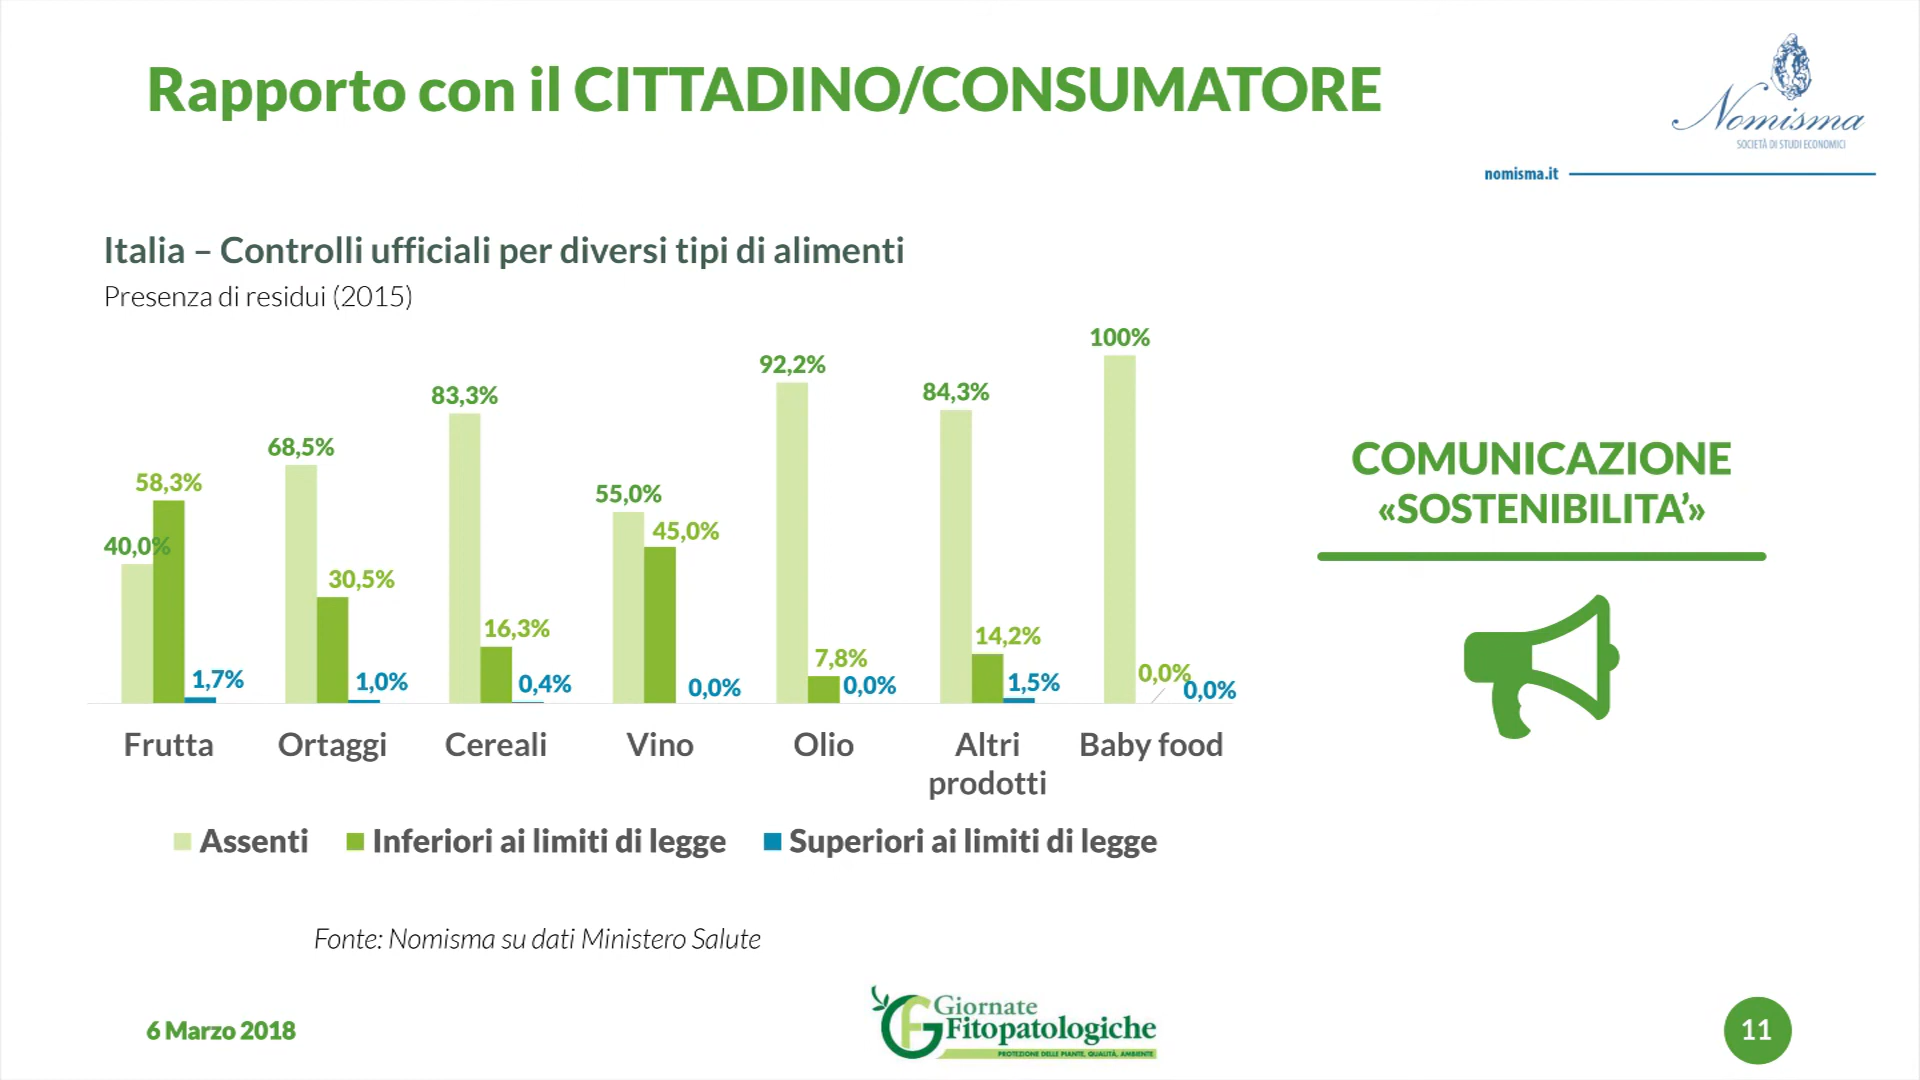 Rapporto con il CITTADINO/CONSUMATORE
Nomisma
SOCIETÀ DI STUDI ECONOMICI
nomisma.it
Italia – Controlli ufficiali per diversi tipi di alimenti
Presenza di residui (2015)
40,0%
58,3%
1,7%
68,5%
30,5%
1,0%
83,3%
16,3%
0,4%
55,0%
45,0%
0,0%
92,2%
7,8%
0,0%
84,3%
14,2%
1,5%
100%
0,0%
0,0%
Frutta
Ortaggi
Cereali
Vino
Olio
Altri
prodotti
Baby food
Assenti
Inferiori ai limiti di legge
Superiori ai limiti di legge
COMUNICAZIONE
«SOSTENIBILITA’»
Fonte: Nomisma su dati Ministero Salute
6 Marzo 2018
GF
Giornate
Fitopatologiche
PROTEZIONE DELLE PIANTE, QUALITÀ, AMBIENTE
11